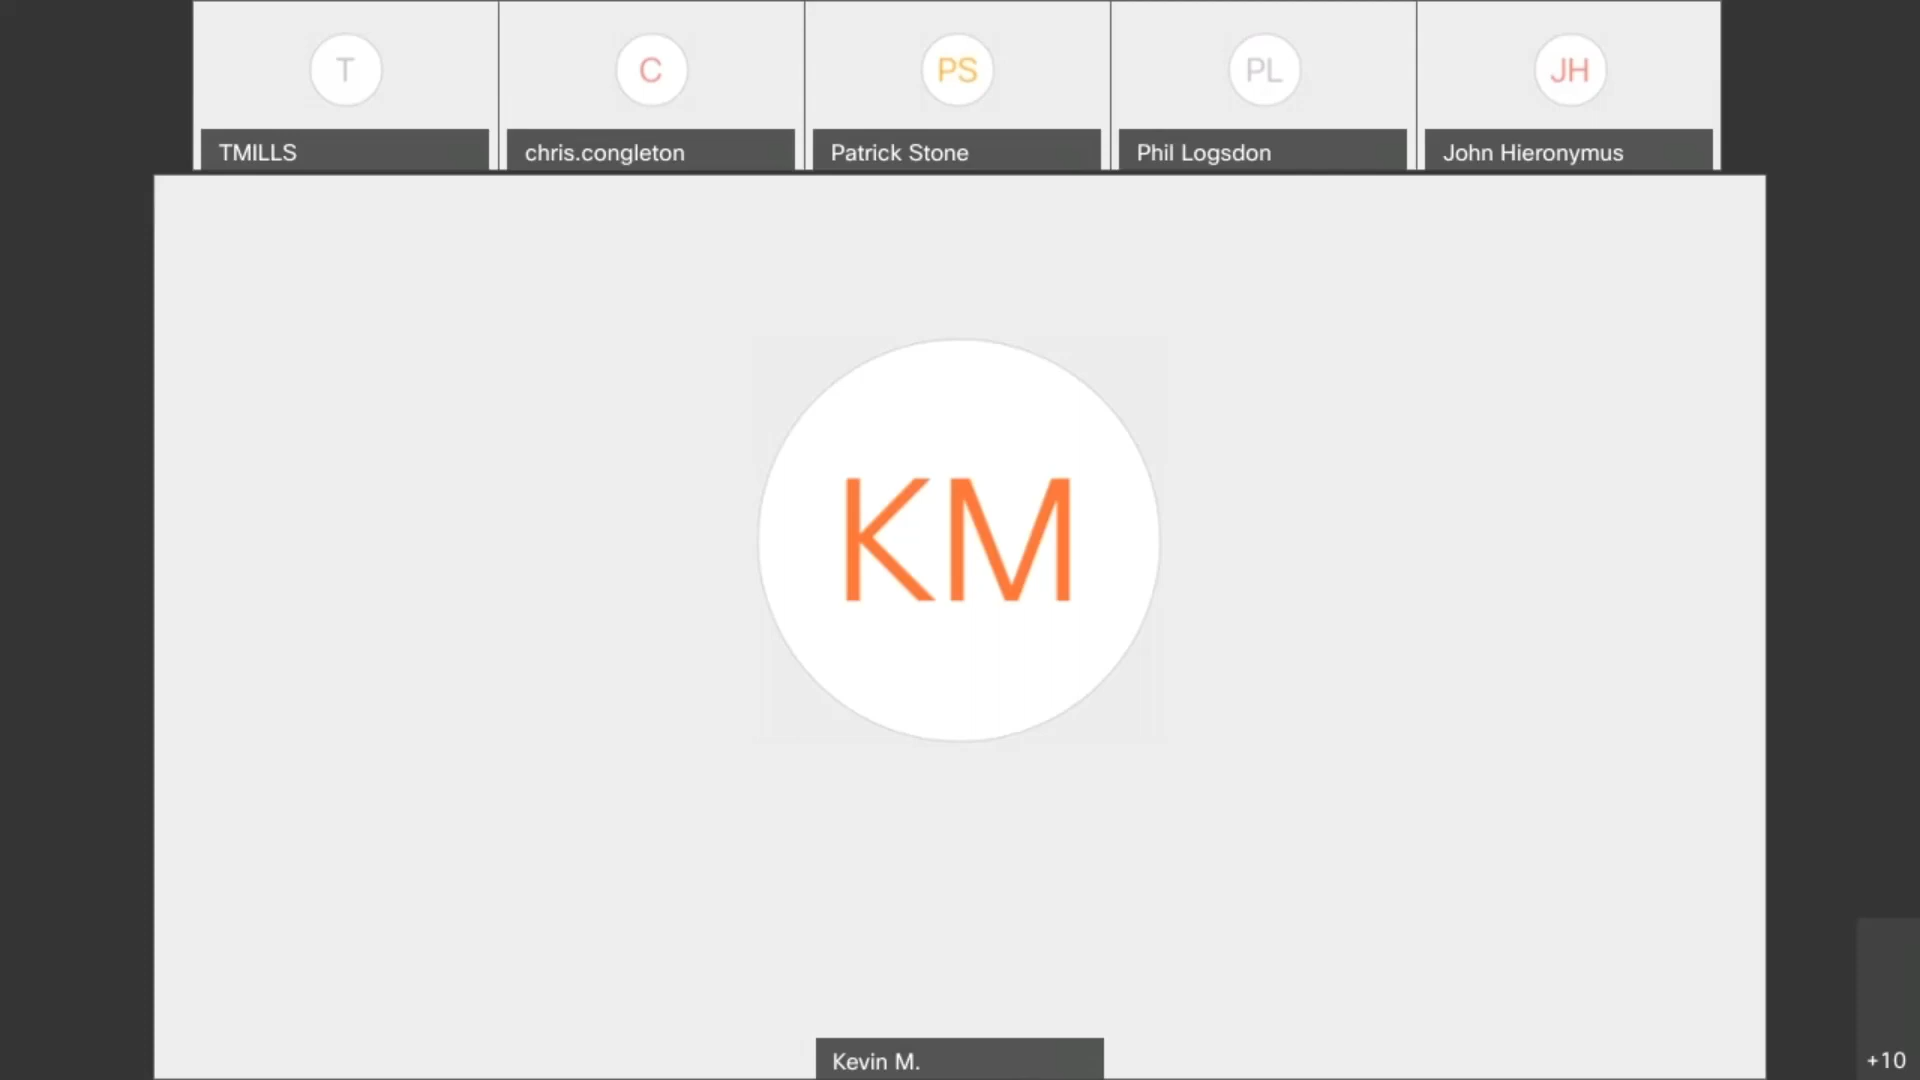 T
C
PS
PL
JH
TMILLS
chris.congleton
Patrick Stone
Phil Logsdon
John Hieronymus
KM
Kevin M.
+10